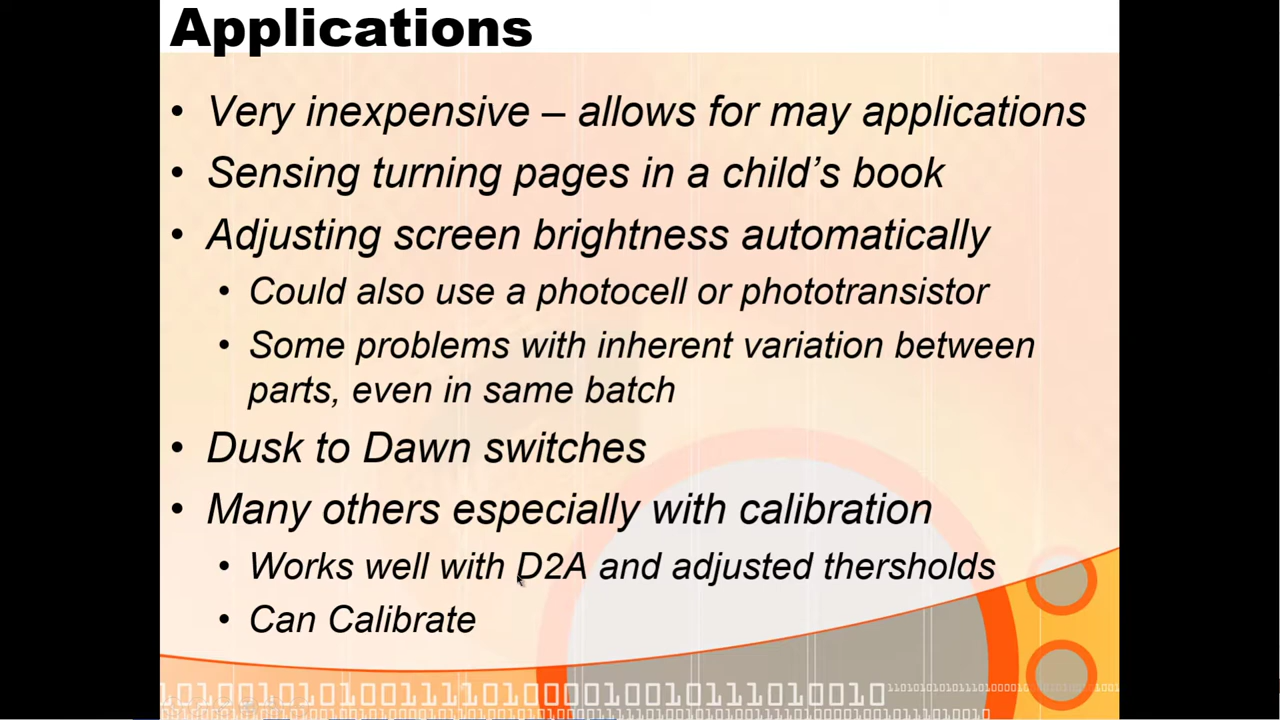 Applications
• Very inexpensive – allows for may applications
• Sensing turning pages in a child's book
• Adjusting screen brightness automatically
• Could also use a photocell or phototransistor
• Some problems with inherent variation between
parts, even in same batch
• Dusk to Dawn switches
• Many others especially with calibration
• Works well with D2A and adjusted thersholds
• Can Calibrate